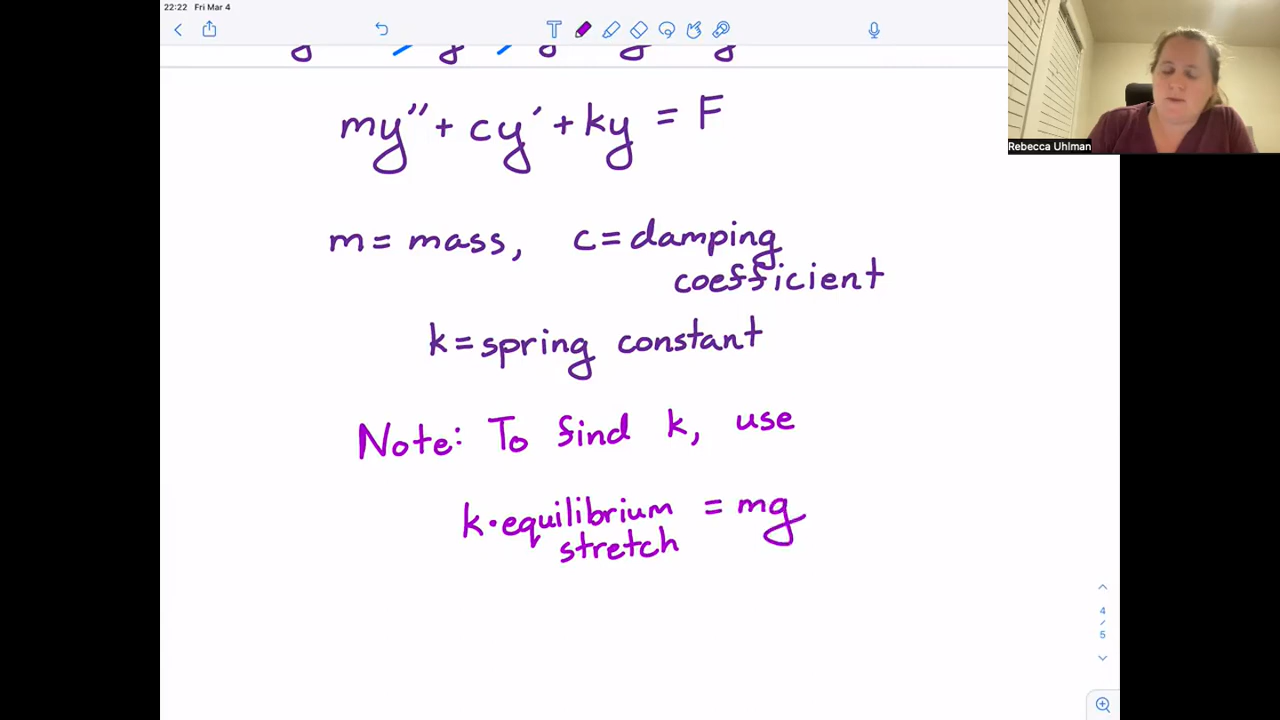 22:22 Fri Mar 4
T
my″ + cy′ + ky = F
m = mass, c = damping
coefficient
k = spring constant
Note: To find k, use
k · equilibrium = mg
stretch
Rebecca Uhlman
4
/
5